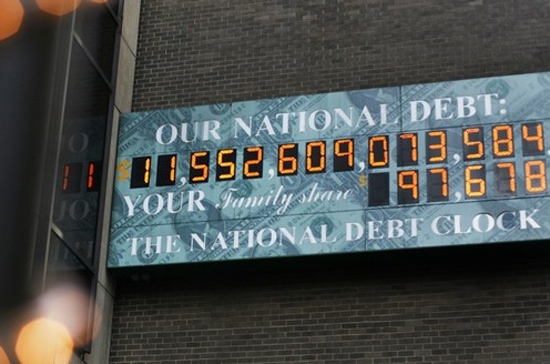 OUR NATIONAL DEBT:
$11,552,609,073,584
YOUR Family share $97,678
THE NATIONAL DEBT CLOCK